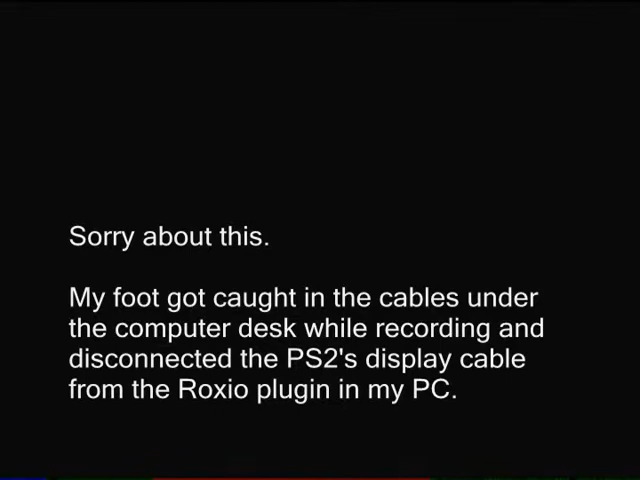 Sorry about this.
My foot got caught in the cables under
the computer desk while recording and
disconnected the PS2's display cable
from the Roxio plugin in my PC.